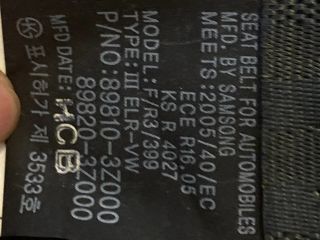 SEAT BELT FOR AUTOMOBILES
MFD. BY SAMSONG
MEETS: 2005/40/EC
ECE R16.05
KS R 4027
MODEL: F/RS/399
TYPE: III ELR-VW
P/NO: 89810-3Z000
89820-3Z000
MFD DATE: HCB
표시허가 제 3533호